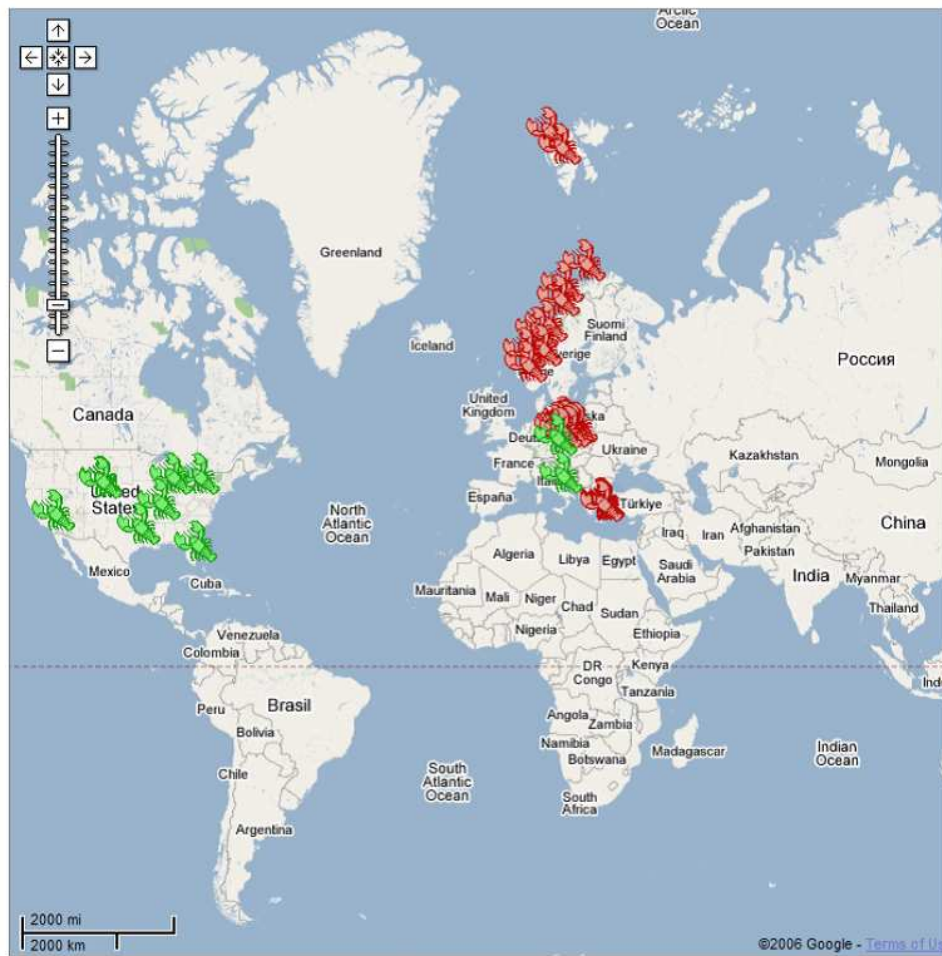 Arctic
Ocean
Greenland
Iceland
Suomi
Finland
Россия
Canada
United
Kingdom
Ukraine
France
España
Türkiye
Kazakhstan
Mongolia
China
United
States
North
Atlantic
Ocean
Mexico
Cuba
Algeria
Libya
Egypt
Iraq
Iran
Afghanistan
Pakistan
Saudi
Arabia
India
Myanmar
Thailand
Mauritania
Mali
Niger
Chad
Sudan
Nigeria
Ethiopia
Venezuela
Colombia
DR
Congo
Kenya
Tanzania
Peru
Brasil
Bolivia
Angola
Zambia
Namibia
Botswana
Madagascar
Indian
Ocean
South
Atlantic
Ocean
Chile
South
Africa
Argentina
2000 mi
2000 km
©2006 Google - Terms of Us